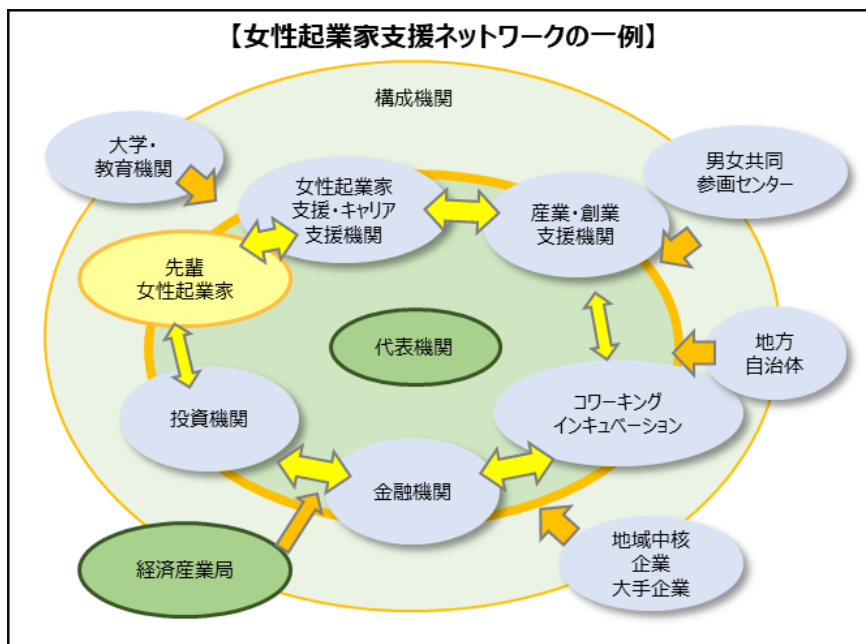 【女性起業家支援ネットワークの一例】
構成機関
大学・
教育機関
女性起業家
支援・キャリア
支援機関
産業・創業
支援機関
男女共同
参画センター
先輩
女性起業家
代表機関
地方
自治体
投資機関
コワーキング
インキュベーション
金融機関
経済産業局
地域中核
企業
大手企業